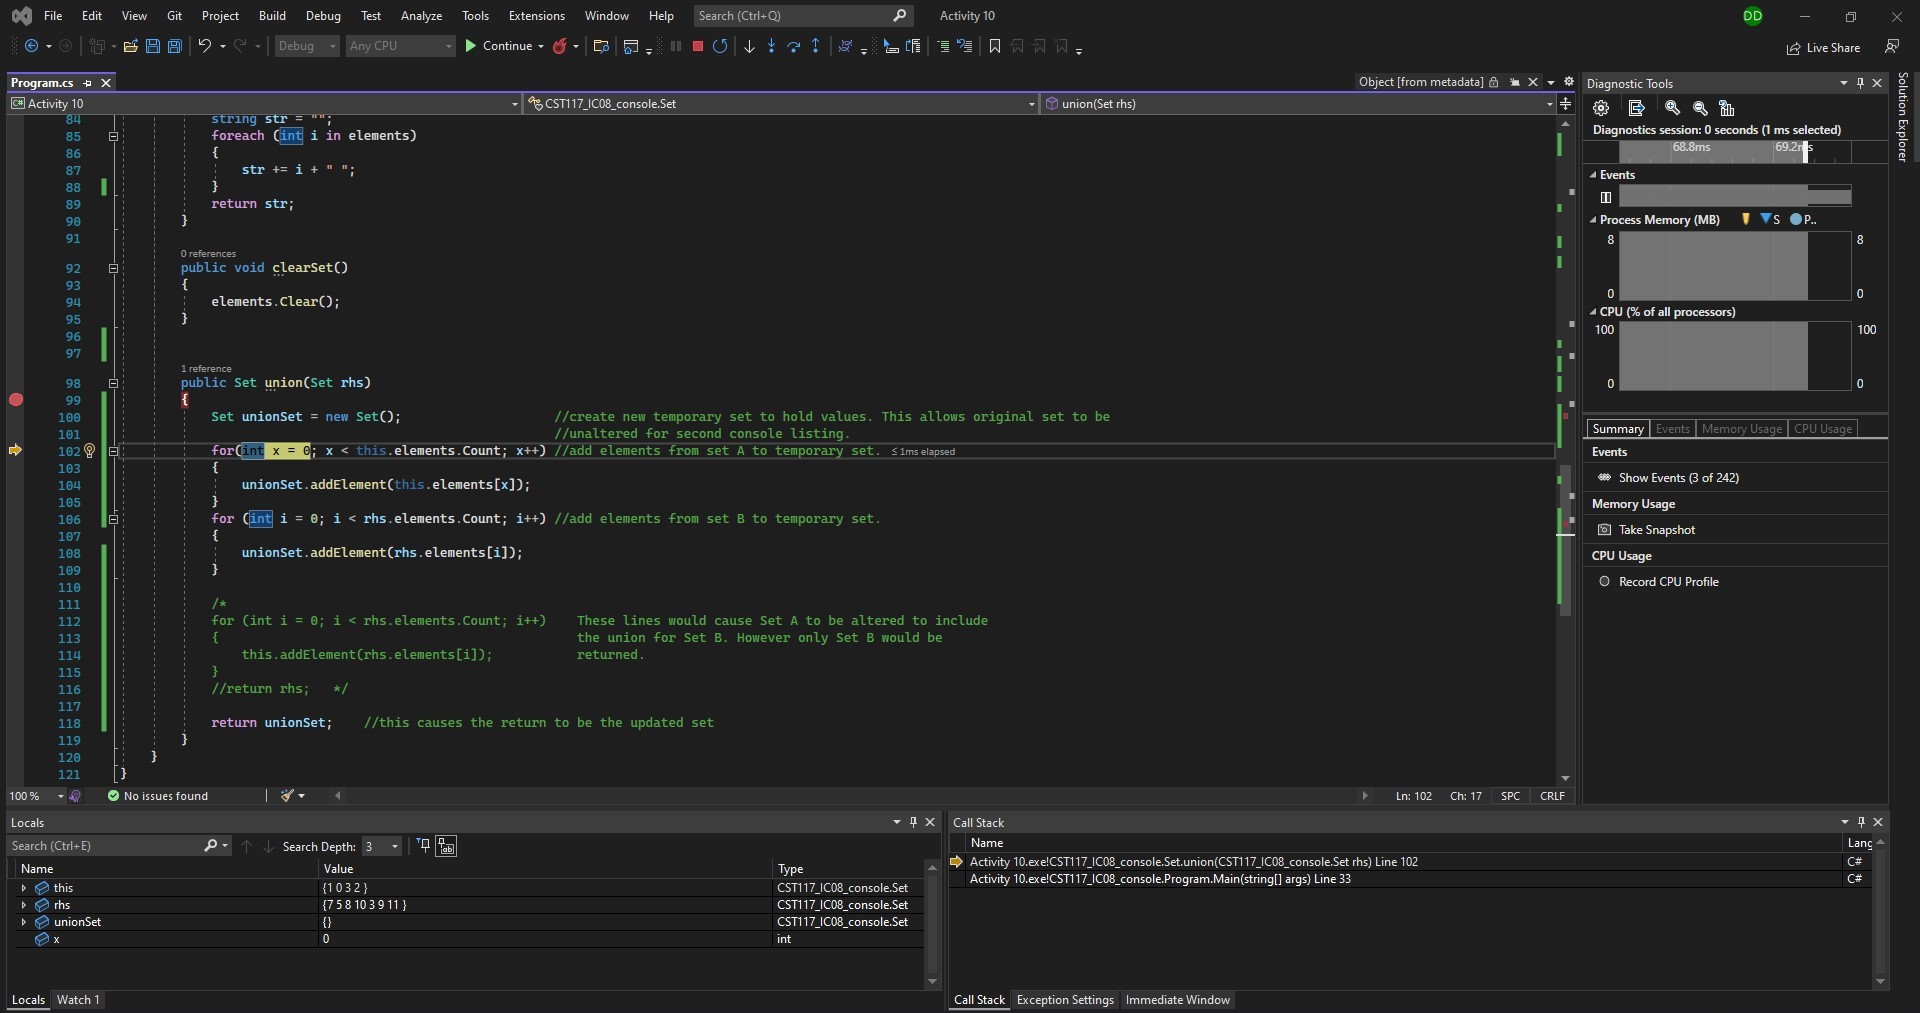 File Edit View Git Project Build Debug Test Analyze Tools Extensions Window Help Search (Ctrl+Q) Activity 10 DD
Debug Any CPU Continue Live Share
Program.cs Object [from metadata]
C# Activity 10 CST117_IC08_console.Set union(Set rhs)
84 string str = "";
85 foreach (int i in elements)
86 {
87 str += i + " ";
88 }
89 return str;
90 }
91
0 references
92 public void clearSet()
93 {
94 elements.Clear();
95 }
96
97
1 reference
98 public Set union(Set rhs)
99 {
100 Set unionSet = new Set(); //create new temporary set to hold values. This allows original set to be
101 //unaltered for second console listing.
102 for(int x = 0; x < this.elements.Count; x++) //add elements from set A to temporary set. ≤ 1ms elapsed
103 {
104 unionSet.addElement(this.elements[x]);
105 }
106 for (int i = 0; i < rhs.elements.Count; i++) //add elements from set B to temporary set.
107 {
108 unionSet.addElement(rhs.elements[i]);
109 }
110
111 /*
112 for (int i = 0; i < rhs.elements.Count; i++) These lines would cause Set A to be altered to include
113 { the union for Set B. However only Set B would be
114 this.addElement(rhs.elements[i]); returned.
115 }
116 //return rhs; */
117
118 return unionSet; //this causes the return to be the updated set
119 }
120 }
121 }
100 % No issues found Ln: 102 Ch: 17 SPC CRLF
Diagnostic Tools
Diagnostics session: 0 seconds (1 ms selected)
68.8ms 69.2ms
Events
Process Memory (MB) S P..
8 8
0 0
CPU (% of all processors)
100 100
0 0
Summary Events Memory Usage CPU Usage
Events
Show Events (3 of 242)
Memory Usage
Take Snapshot
CPU Usage
Record CPU Profile
Solution Explorer
Locals
Search (Ctrl+E) Search Depth: 3
Name Value Type
this {1 0 3 2 } CST117_IC08_console.Set
rhs {7 5 8 10 3 9 11 } CST117_IC08_console.Set
unionSet {} CST117_IC08_console.Set
x 0 int
Locals Watch 1
Call Stack
Name Lang
Activity 10.exe!CST117_IC08_console.Set.union(CST117_IC08_console.Set rhs) Line 102 C#
Activity 10.exe!CST117_IC08_console.Program.Main(string[] args) Line 33 C#
Call Stack Exception Settings Immediate Window